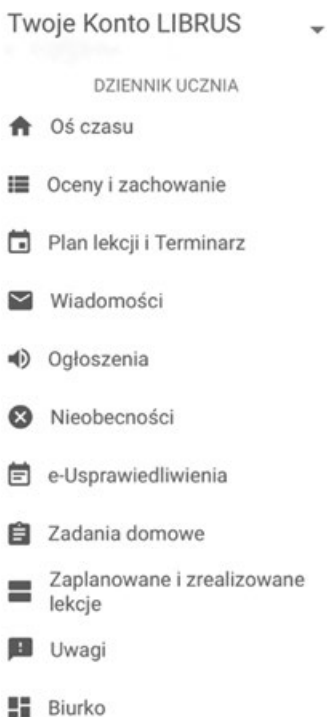 Twoje Konto LIBRUS
DZIENNIK UCZNIA
Oś czasu
Oceny i zachowanie
Plan lekcji i Terminarz
Wiadomości
Ogłoszenia
Nieobecności
e-Usprawiedliwienia
Zadania domowe
Zaplanowane i zrealizowane
lekcje
Uwagi
Biurko